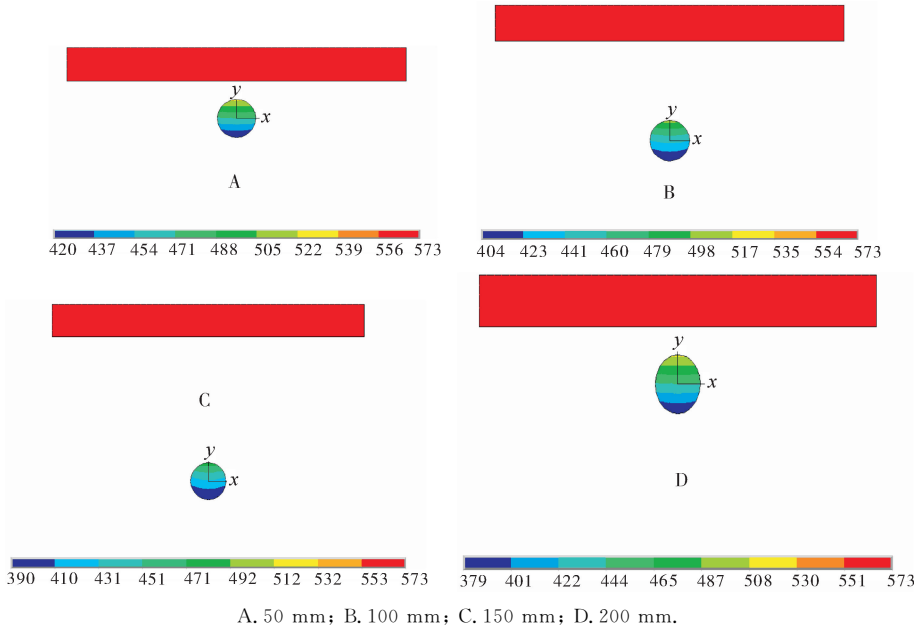 y
x
A
420 437 454 471 488 505 522 539 556 573
y
x
B
404 423 441 460 479 498 517 535 554 573
C
y
x
390 410 431 451 471 492 512 532 553 573
y
x
D
379 401 422 444 465 487 508 530 551 573
A. 50 mm; B. 100 mm; C. 150 mm; D. 200 mm.